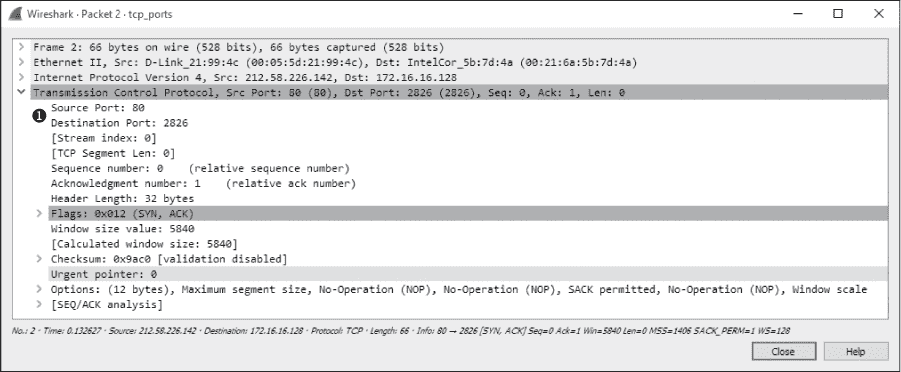 Wireshark · Packet 2 · tcp_ports
Frame 2: 66 bytes on wire (528 bits), 66 bytes captured (528 bits)
Ethernet II, Src: D-Link_21:99:4c (00:05:5d:21:99:4c), Dst: IntelCor_5b:7d:4a (00:21:6a:5b:7d:4a)
Internet Protocol Version 4, Src: 212.58.226.142, Dst: 172.16.16.128
Transmission Control Protocol, Src Port: 80 (80), Dst Port: 2826 (2826), Seq: 0, Ack: 1, Len: 0
Source Port: 80
❶ Destination Port: 2826
[Stream index: 0]
[TCP Segment Len: 0]
Sequence number: 0 (relative sequence number)
Acknowledgment number: 1 (relative ack number)
Header Length: 32 bytes
Flags: 0x012 (SYN, ACK)
Window size value: 5840
[Calculated window size: 5840]
Checksum: 0x9ac0 [validation disabled]
Urgent pointer: 0
Options: (12 bytes), Maximum segment size, No-Operation (NOP), No-Operation (NOP), SACK permitted, No-Operation (NOP), Window scale
[SEQ/ACK analysis]
No.: 2 · Time: 0.132627 · Source: 212.58.226.142 · Destination: 172.16.16.128 · Protocol: TCP · Length: 66 · Info: 80 → 2826 [SYN, ACK] Seq=0 Ack=1 Win=5840 Len=0 MSS=1406 SACK_PERM=1 WS=128
Close Help